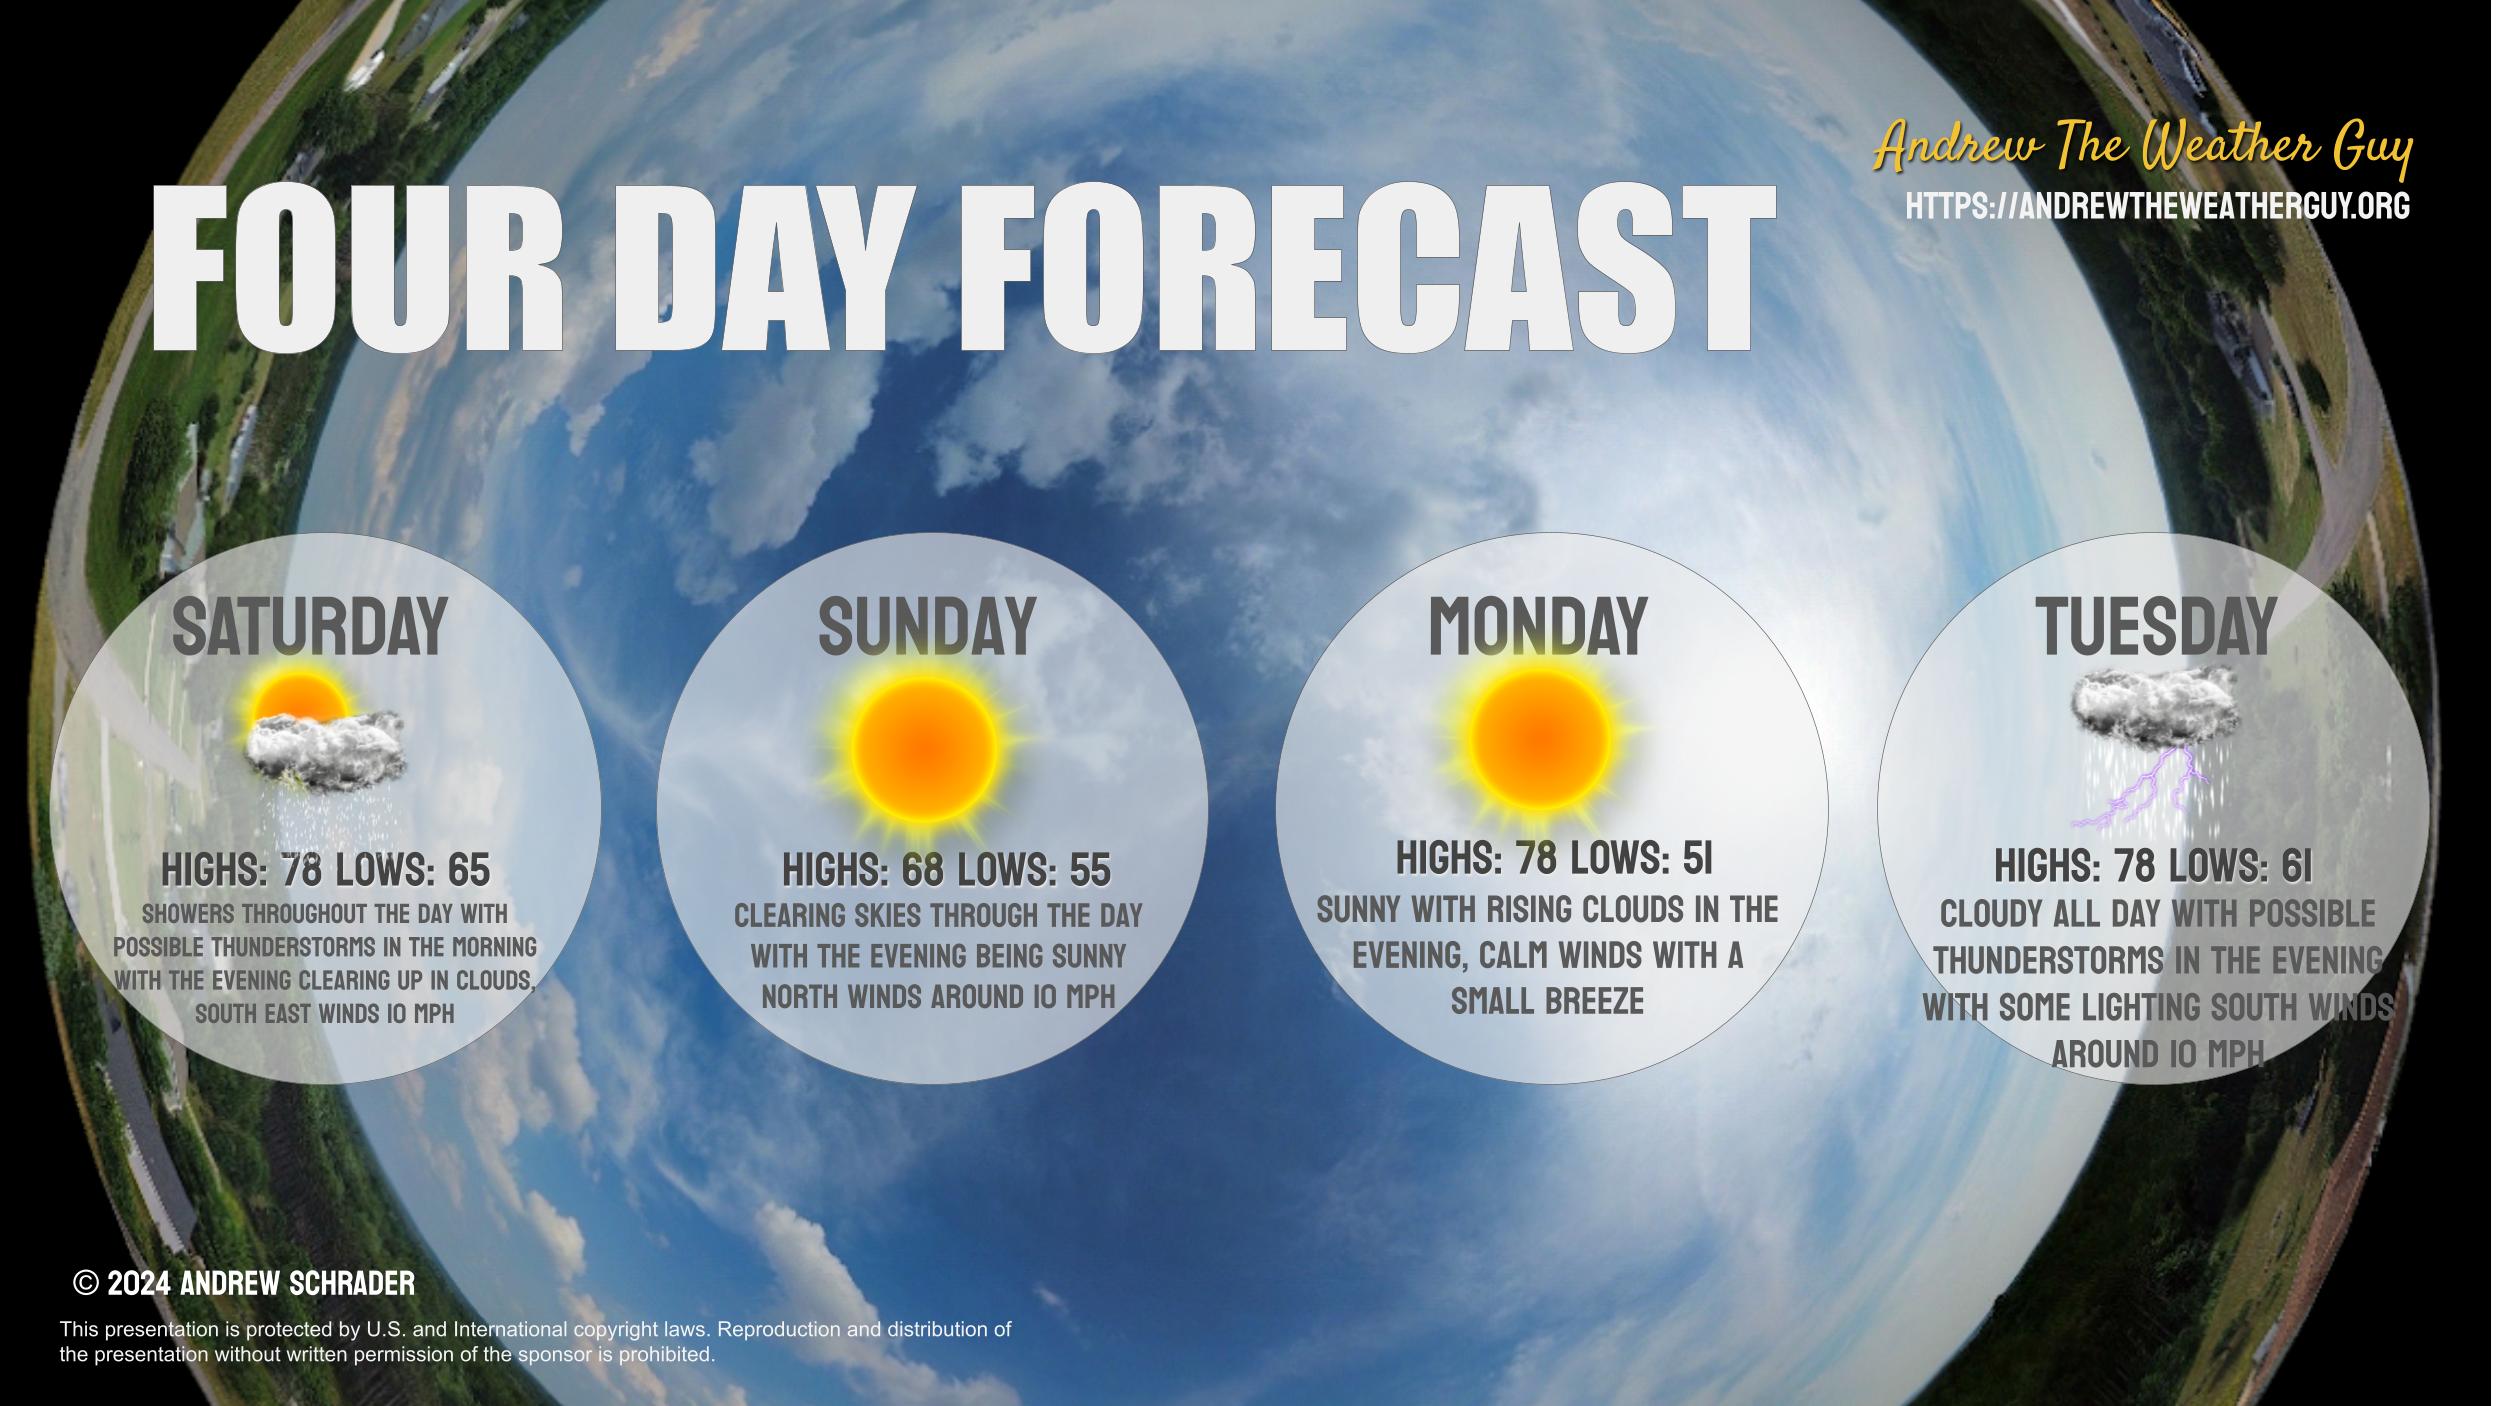 Andrew The Weather Guy
HTTPS://ANDREWTHEWEATHERGUY.ORG
FOUR DAY FORECAST
SATURDAY
HIGHS: 78 LOWS: 65
SHOWERS THROUGHOUT THE DAY WITH
POSSIBLE THUNDERSTORMS IN THE MORNING
WITH THE EVENING CLEARING UP IN CLOUDS,
SOUTH EAST WINDS 10 MPH
SUNDAY
HIGHS: 68 LOWS: 55
CLEARING SKIES THROUGH THE DAY
WITH THE EVENING BEING SUNNY
NORTH WINDS AROUND 10 MPH
MONDAY
HIGHS: 78 LOWS: 51
SUNNY WITH RISING CLOUDS IN THE
EVENING, CALM WINDS WITH A
SMALL BREEZE
TUESDAY
HIGHS: 78 LOWS: 61
CLOUDY ALL DAY WITH POSSIBLE
THUNDERSTORMS IN THE EVENING
WITH SOME LIGHTING SOUTH WINDS
AROUND 10 MPH
© 2024 ANDREW SCHRADER
This presentation is protected by U.S. and International copyright laws. Reproduction and distribution of
the presentation without written permission of the sponsor is prohibited.